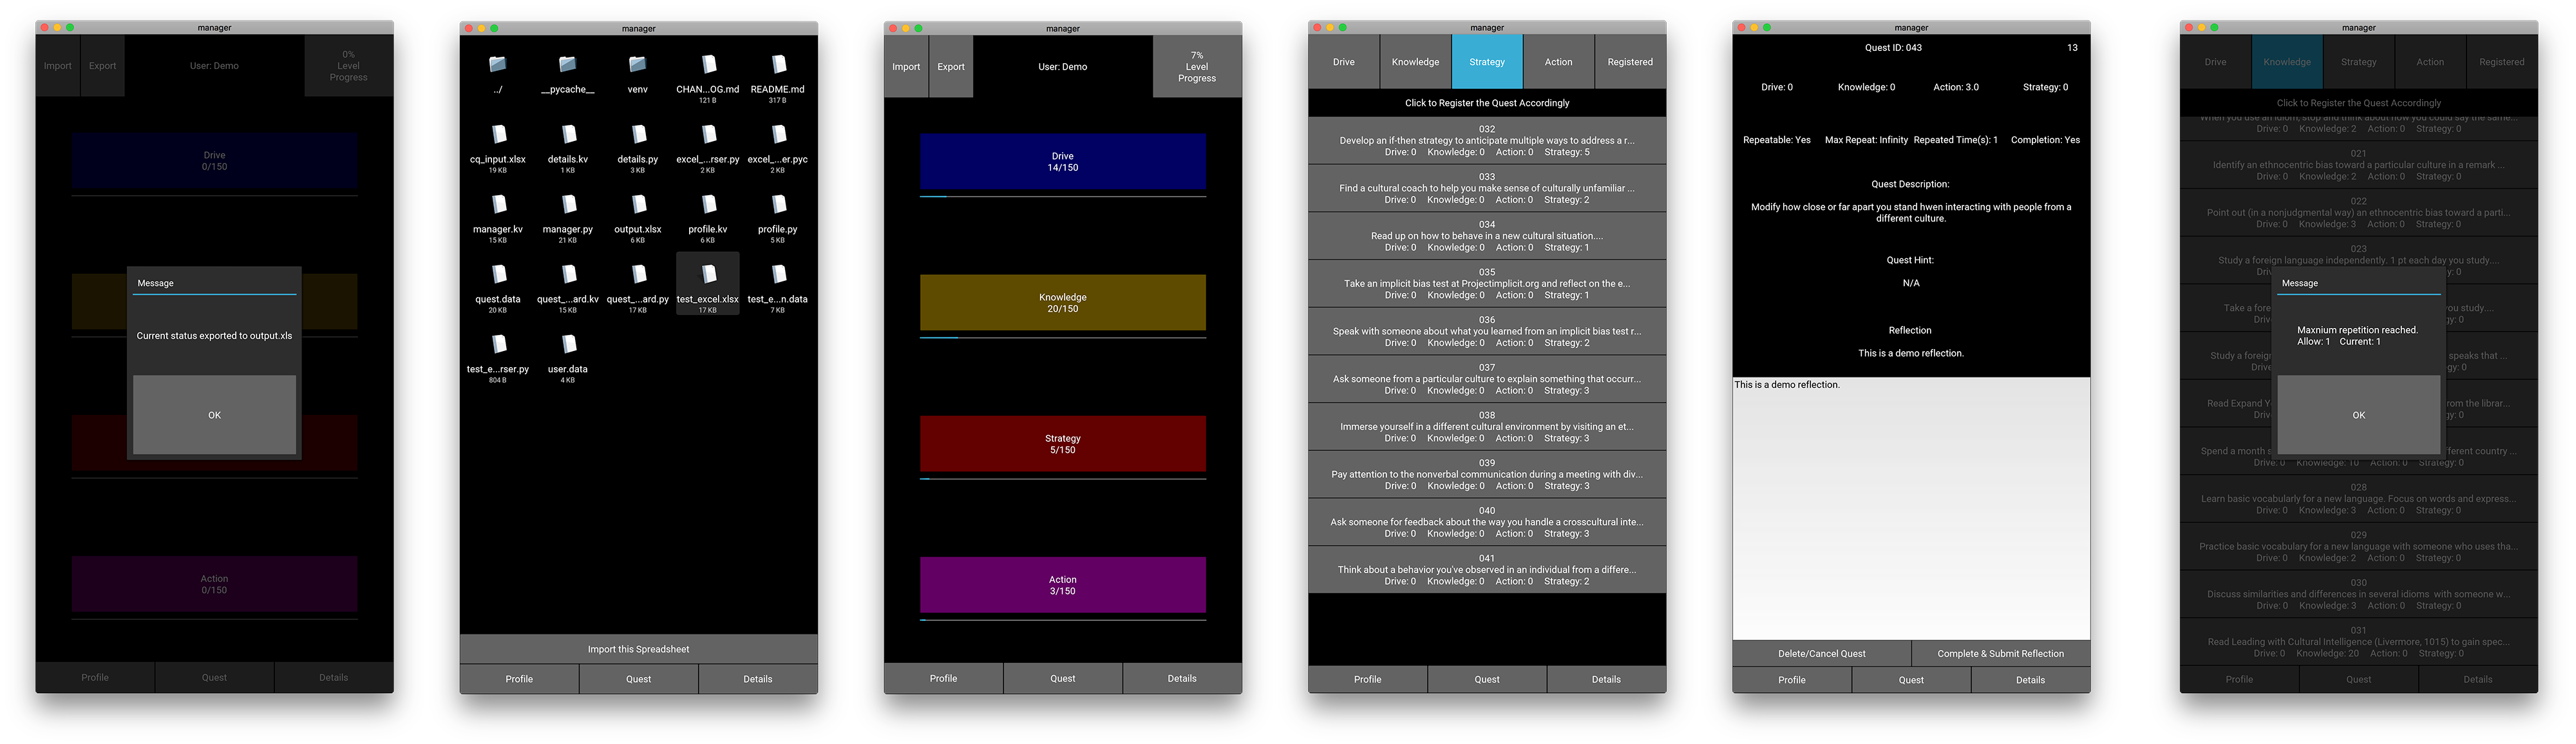 manager
Import
Export
User: Demo
0%
Level
Progress
Drive
0/150
Message
Current status exported to output.xls
OK
Action
0/150
Profile
Quest
Details
manager
../
__pycache__
venv
CHAN...OG.md
121 B
README.md
317 B
cq_input.xlsx
19 KB
details.kv
1 KB
details.py
3 KB
excel_...rser.py
2 KB
excel_...er.pyc
2 KB
manager.kv
15 KB
manager.py
21 KB
output.xlsx
6 KB
profile.kv
6 KB
profile.py
5 KB
quest.data
20 KB
quest_...ard.kv
15 KB
quest_...ard.py
17 KB
test_excel.xlsx
17 KB
test_e...n.data
7 KB
test_e...rser.py
804 B
user.data
4 KB
Import this Spreadsheet
Profile
Quest
Details
manager
Import
Export
User: Demo
7%
Level
Progress
Drive
14/150
Knowledge
20/150
Strategy
5/150
Action
3/150
Profile
Quest
Details
manager
Drive
Knowledge
Strategy
Action
Registered
Click to Register the Quest Accordingly
032
Develop an if-then strategy to anticipate multiple ways to address a r...
Drive: 0 Knowledge: 0 Action: 0 Strategy: 5
033
Find a cultural coach to help you make sense of culturally unfamiliar ...
Drive: 0 Knowledge: 0 Action: 0 Strategy: 2
034
Read up on how to behave in a new cultural situation....
Drive: 0 Knowledge: 0 Action: 0 Strategy: 1
035
Take an implicit bias test at Projectimplicit.org and reflect on the e...
Drive: 0 Knowledge: 0 Action: 0 Strategy: 1
036
Speak with someone about what you learned from an implicit bias test r...
Drive: 0 Knowledge: 0 Action: 0 Strategy: 2
037
Ask someone from a particular culture to explain something that occurr...
Drive: 0 Knowledge: 0 Action: 0 Strategy: 3
038
Immerse yourself in a different cultural environment by visiting an et...
Drive: 0 Knowledge: 0 Action: 0 Strategy: 3
039
Pay attention to the nonverbal communication during a meeting with div...
Drive: 0 Knowledge: 0 Action: 0 Strategy: 3
040
Ask someone for feedback about the way you handle a crosscultural inte...
Drive: 0 Knowledge: 0 Action: 0 Strategy: 3
041
Think about a behavior you've observed in an individual from a differe...
Drive: 0 Knowledge: 0 Action: 0 Strategy: 2
Profile
Quest
Details
manager
Quest ID: 043
13
Drive: 0 Knowledge: 0 Action: 3.0 Strategy: 0
Repeatable: Yes Max Repeat: Infinity Repeated Time(s): 1 Completion: Yes
Quest Description:
Modify how close or far apart you stand hwen interacting with people from a
different culture.
Quest Hint:
N/A
Reflection
This is a demo reflection.
This is a demo reflection.
Delete/Cancel Quest
Complete & Submit Reflection
Profile
Quest
Details
manager
Drive
Knowledge
Strategy
Action
Registered
Click to Register the Quest Accordingly
When you use an idiom, stop and think about how you could say the same...
Drive: 0 Knowledge: 2 Action: 0 Strategy: 0
021
Identify an ethnocentric bias toward a particular culture in a remark ...
Drive: 0 Knowledge: 2 Action: 0 Strategy: 0
022
Point out (in a nonjudgmental way) an ethnocentric bias toward a parti...
Drive: 0 Knowledge: 3 Action: 0 Strategy: 0
023
Study a foreign language independently. 1 pt each day you study....
Message
Maxnium repetition reached.
Allow: 1 Current: 1
OK
Take a fore
you study....
Study a foreig
speaks that ...
Read Expand Y
rom the librar...
Spend a month s
fferent country ...
Drive: 0 Knowledge: 10 Action: 0 Strategy: 0
028
Learn basic vocabularly for a new language. Focus on words and express...
Drive: 0 Knowledge: 3 Action: 0 Strategy: 0
029
Practice basic vocabulary for a new language with someone who uses tha...
Drive: 0 Knowledge: 2 Action: 0 Strategy: 0
030
Discuss similarities and differences in several idioms with someone w...
Drive: 0 Knowledge: 3 Action: 0 Strategy: 0
031
Read Leading with Cultural Intelligence (Livermore, 1015) to gain spec...
Drive: 0 Knowledge: 20 Action: 0 Strategy: 0
Profile
Quest
Details